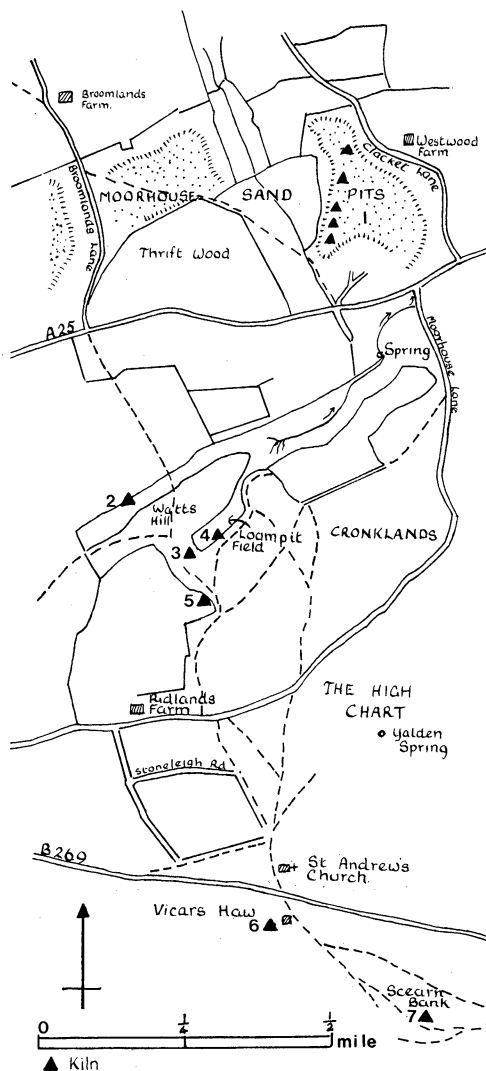 Broomlands
Farm.
Westwood
Farm
Clacket Lane
Broomlands Lane
MOORHOUSE SAND PITS
1
Thrift Wood
A25
Spring
Moorhouse Lane
2
Watts
Hill
4
Loampit
Field
CRONKLANDS
3
5
Ridlands
Farm
THE HIGH
CHART
Yalden
Spring
Stoneleigh Rd
B269
St Andrew's
Church.
Vicars Haw
6
Scearn
Bank
7
0 1/4 1/2
mile
Kiln